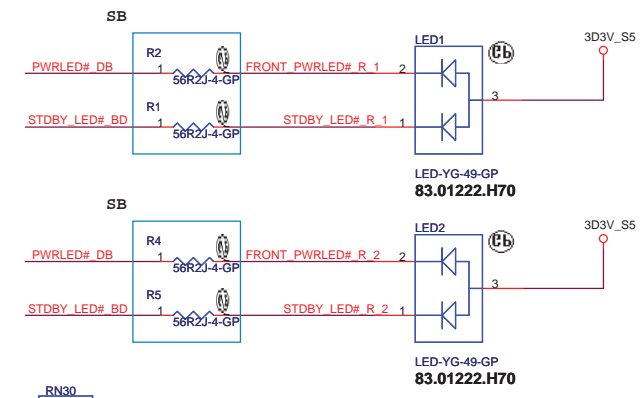 SB
3D3V_S5
LED1
R2
PWRLED#_DB
1
FRONT_PWRLED#_R_1
2
56R2J-4-GP
3
R1
STDBY_LED#_BD
1
STDBY_LED#_R_1
1
56R2J-4-GP
LED-YG-49-GP
83.01222.H70
SB
3D3V_S5
LED2
R4
PWRLED#_DB
1
FRONT_PWRLED#_R_2
2
56R2J-4-GP
3
R5
STDBY_LED#_BD
1
STDBY_LED#_R_2
1
56R2J-4-GP
LED-YG-49-GP
83.01222.H70
RN30